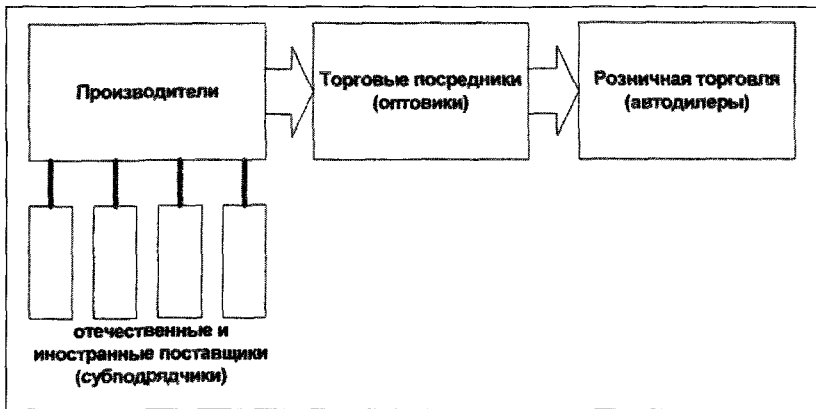 Производители
Торговые посредники
(оптовики)
Розничная торговля
(автодилеры)
отечественные и
иностранные поставщики
(субподрядчики)